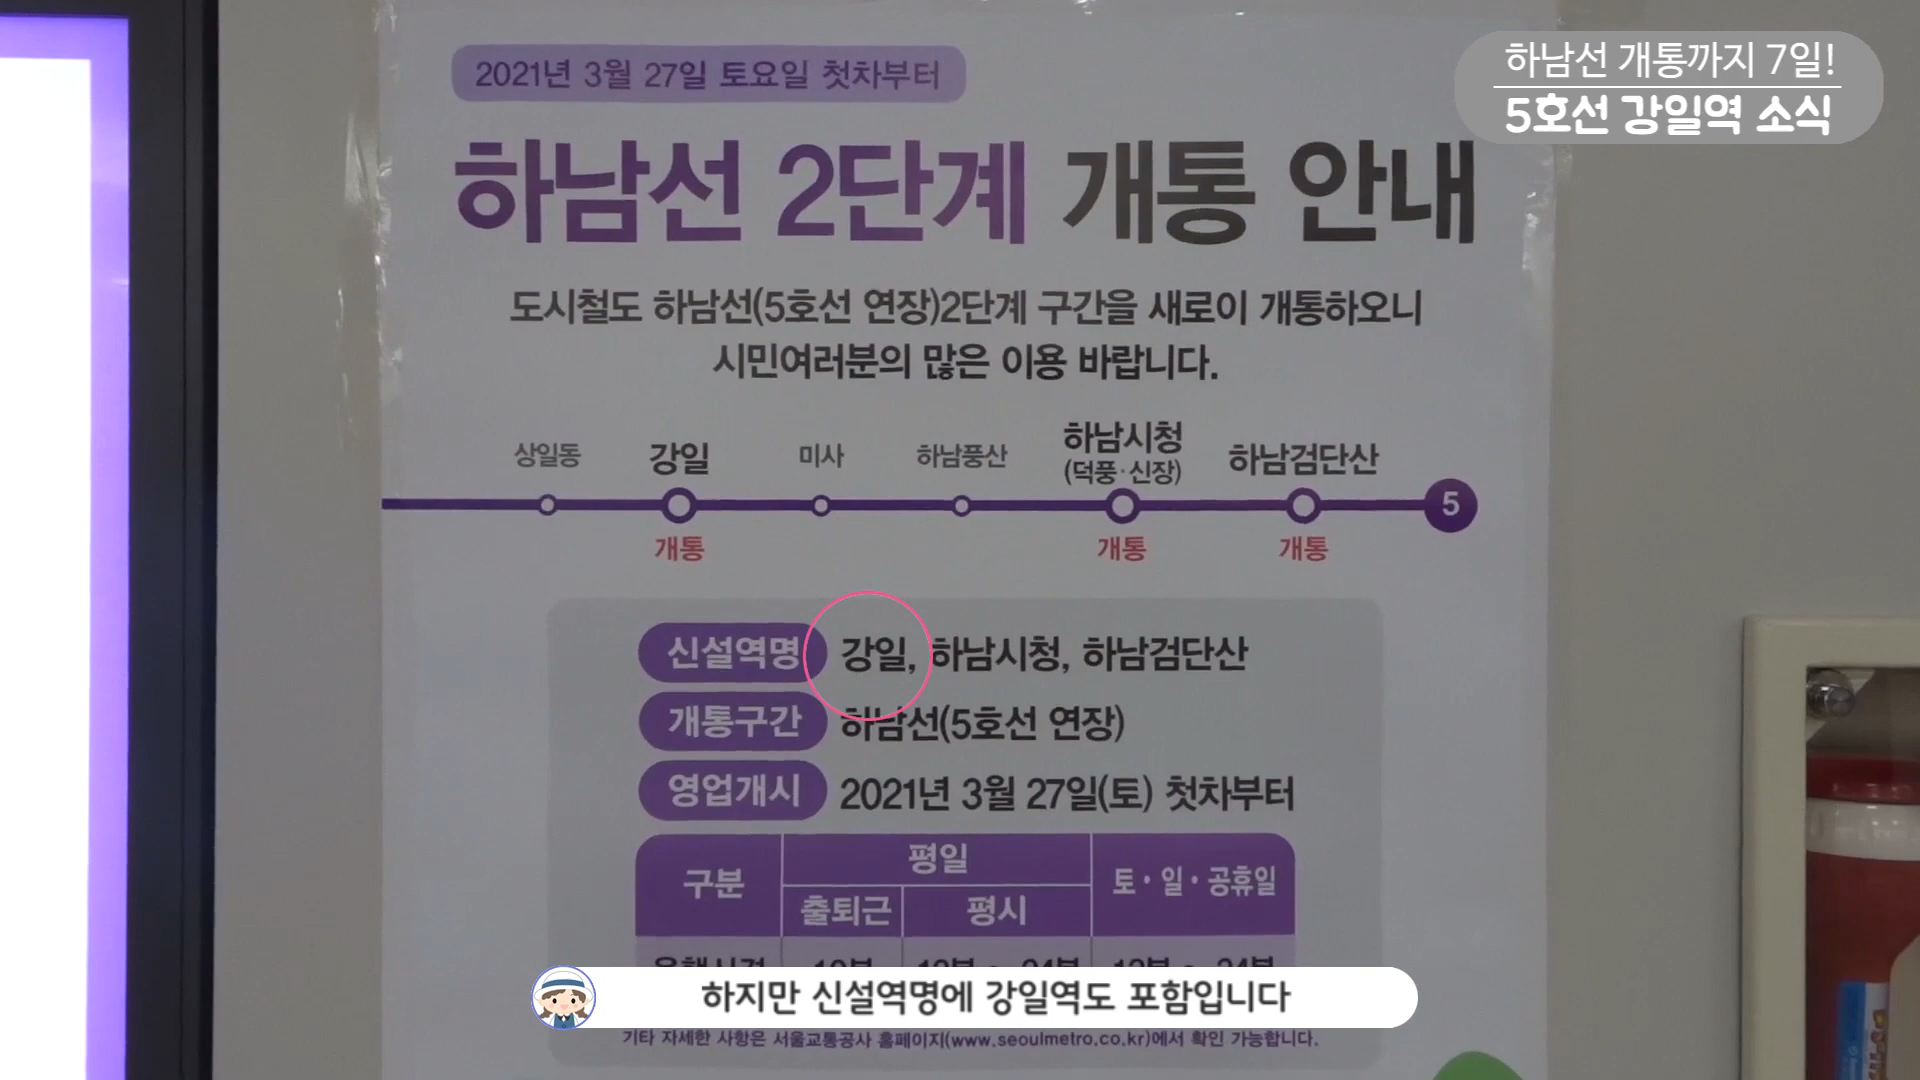 하남선 개통까지 7일!
5호선 강일역 소식
2021년 3월 27일 토요일 첫차부터
하남선 2단계 개통 안내
도시철도 하남선(5호선 연장)2단계 구간을 새로이 개통하오니
시민여러분의 많은 이용 바랍니다.
상일동 강일 미사 하남풍산 하남시청 (덕풍·신장) 하남검단산
5
개통 개통 개통
신설역명 강일, 하남시청, 하남검단산
개통구간 하남선(5호선 연장)
영업개시 2021년 3월 27일(토) 첫차부터
구분 평일 토·일·공휴일
출퇴근 평시
하지만 신설역명에 강일역도 포함입니다
기타 자세한 사항은 서울교통공사 홈페이지(www.seoulmetro.co.kr)에서 확인 가능합니다.